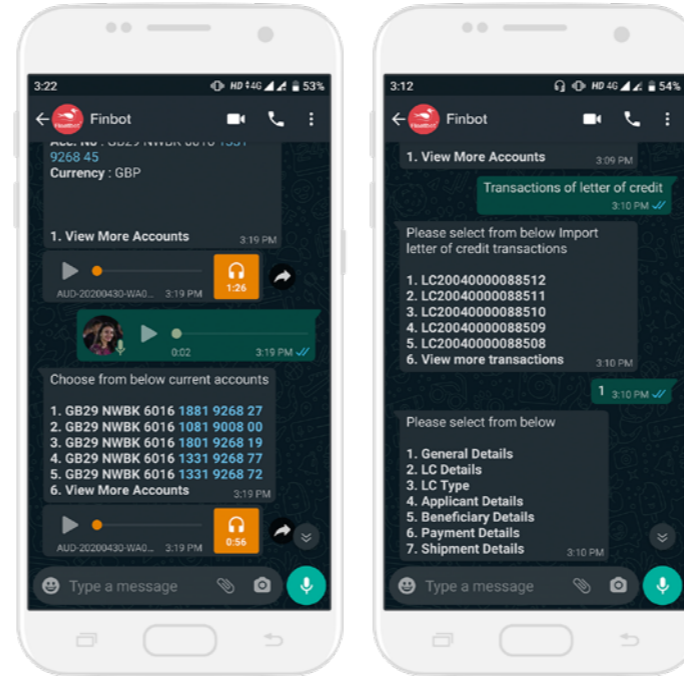 3:22
HD 4G 53%
Finbot
9268 45
Currency : GBP
1. View More Accounts
3:19 PM
1:26
AUD-20200430-WA0... 3:19 PM
0:02 3:19 PM
Choose from below current accounts
1. GB29 NWBK 6016 1881 9268 27
2. GB29 NWBK 6016 1081 9008 00
3. GB29 NWBK 6016 1801 9268 19
4. GB29 NWBK 6016 1331 9268 77
5. GB29 NWBK 6016 1331 9268 72
6. View More Accounts
3:19 PM
0:56
AUD-20200430-WA0... 3:19 PM
Type a message
3:12
HD 4G 54%
Finbot
1. View More Accounts
3:09 PM
Transactions of letter of credit
3:10 PM
Please select from below Import
letter of credit transactions
1. LC20040000088512
2. LC20040000088511
3. LC20040000088510
4. LC20040000088509
5. LC20040000088508
6. View more transactions
3:10 PM
1 3:10 PM
Please select from below
1. General Details
2. LC Details
3. LC Type
4. Applicant Details
5. Beneficiary Details
6. Payment Details
7. Shipment Details
3:10 PM
Type a message